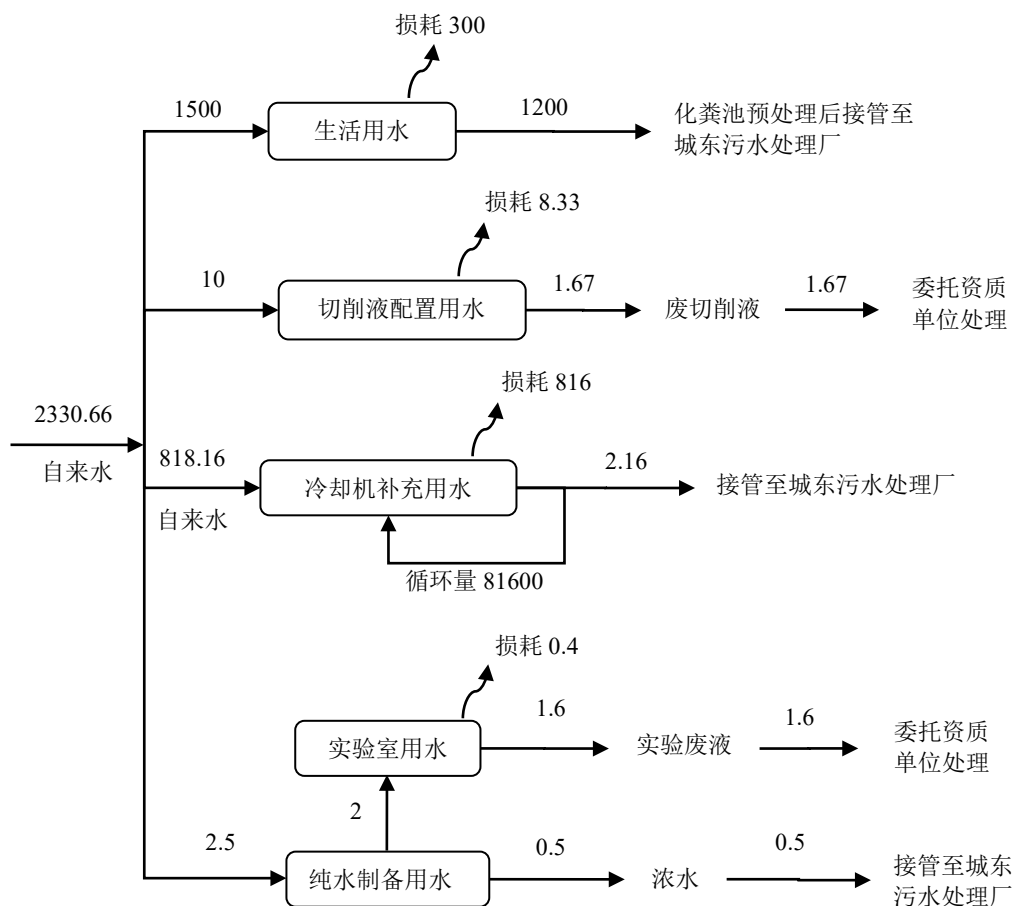 损耗 300
1500
生活用水
1200
化粪池预处理后接管至
城东污水处理厂
损耗 8.33
10
切削液配置用水
1.67
废切削液
1.67
委托资质
单位处理
损耗 816
2330.66
自来水
818.16
自来水
冷却机补充用水
2.16
接管至城东污水处理厂
循环量 81600
损耗 0.4
实验室用水
1.6
实验废液
1.6
委托资质
单位处理
2
2.5
纯水制备用水
0.5
浓水
0.5
接管至城东
污水处理厂